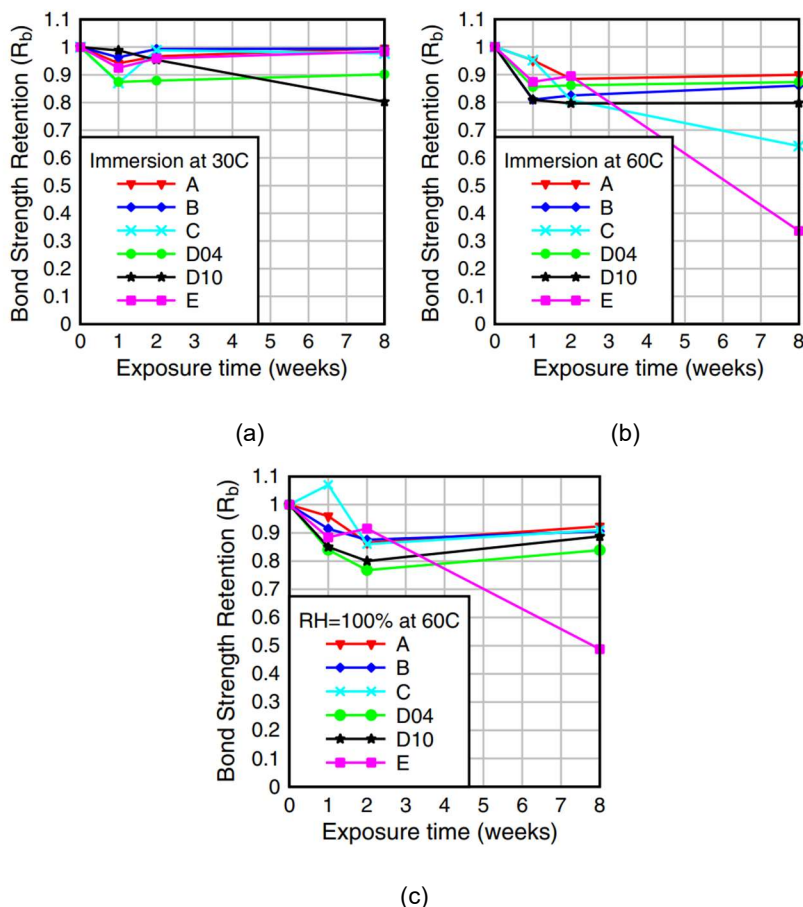 Bond Strength Retention (Rb)
1.1
1
0.9
0.8
0.7
0.6
0.5
0.4
0.3
0.2
0.1
0
Immersion at 30C
A
B
C
D04
D10
E
0 1 2 3 4 5 6 7 8
Exposure time (weeks)
(a)
Bond Strength Retention (Rb)
1.1
1
0.9
0.8
0.7
0.6
0.5
0.4
0.3
0.2
0.1
0
Immersion at 60C
A
B
C
D04
D10
E
0 1 2 3 4 5 6 7 8
Exposure time (weeks)
(b)
Bond Strength Retention (Rb)
1.1
1
0.9
0.8
0.7
0.6
0.5
0.4
0.3
0.2
0.1
0
RH=100% at 60C
A
B
C
D04
D10
E
0 1 2 3 4 5 6 7 8
Exposure time (weeks)
(c)